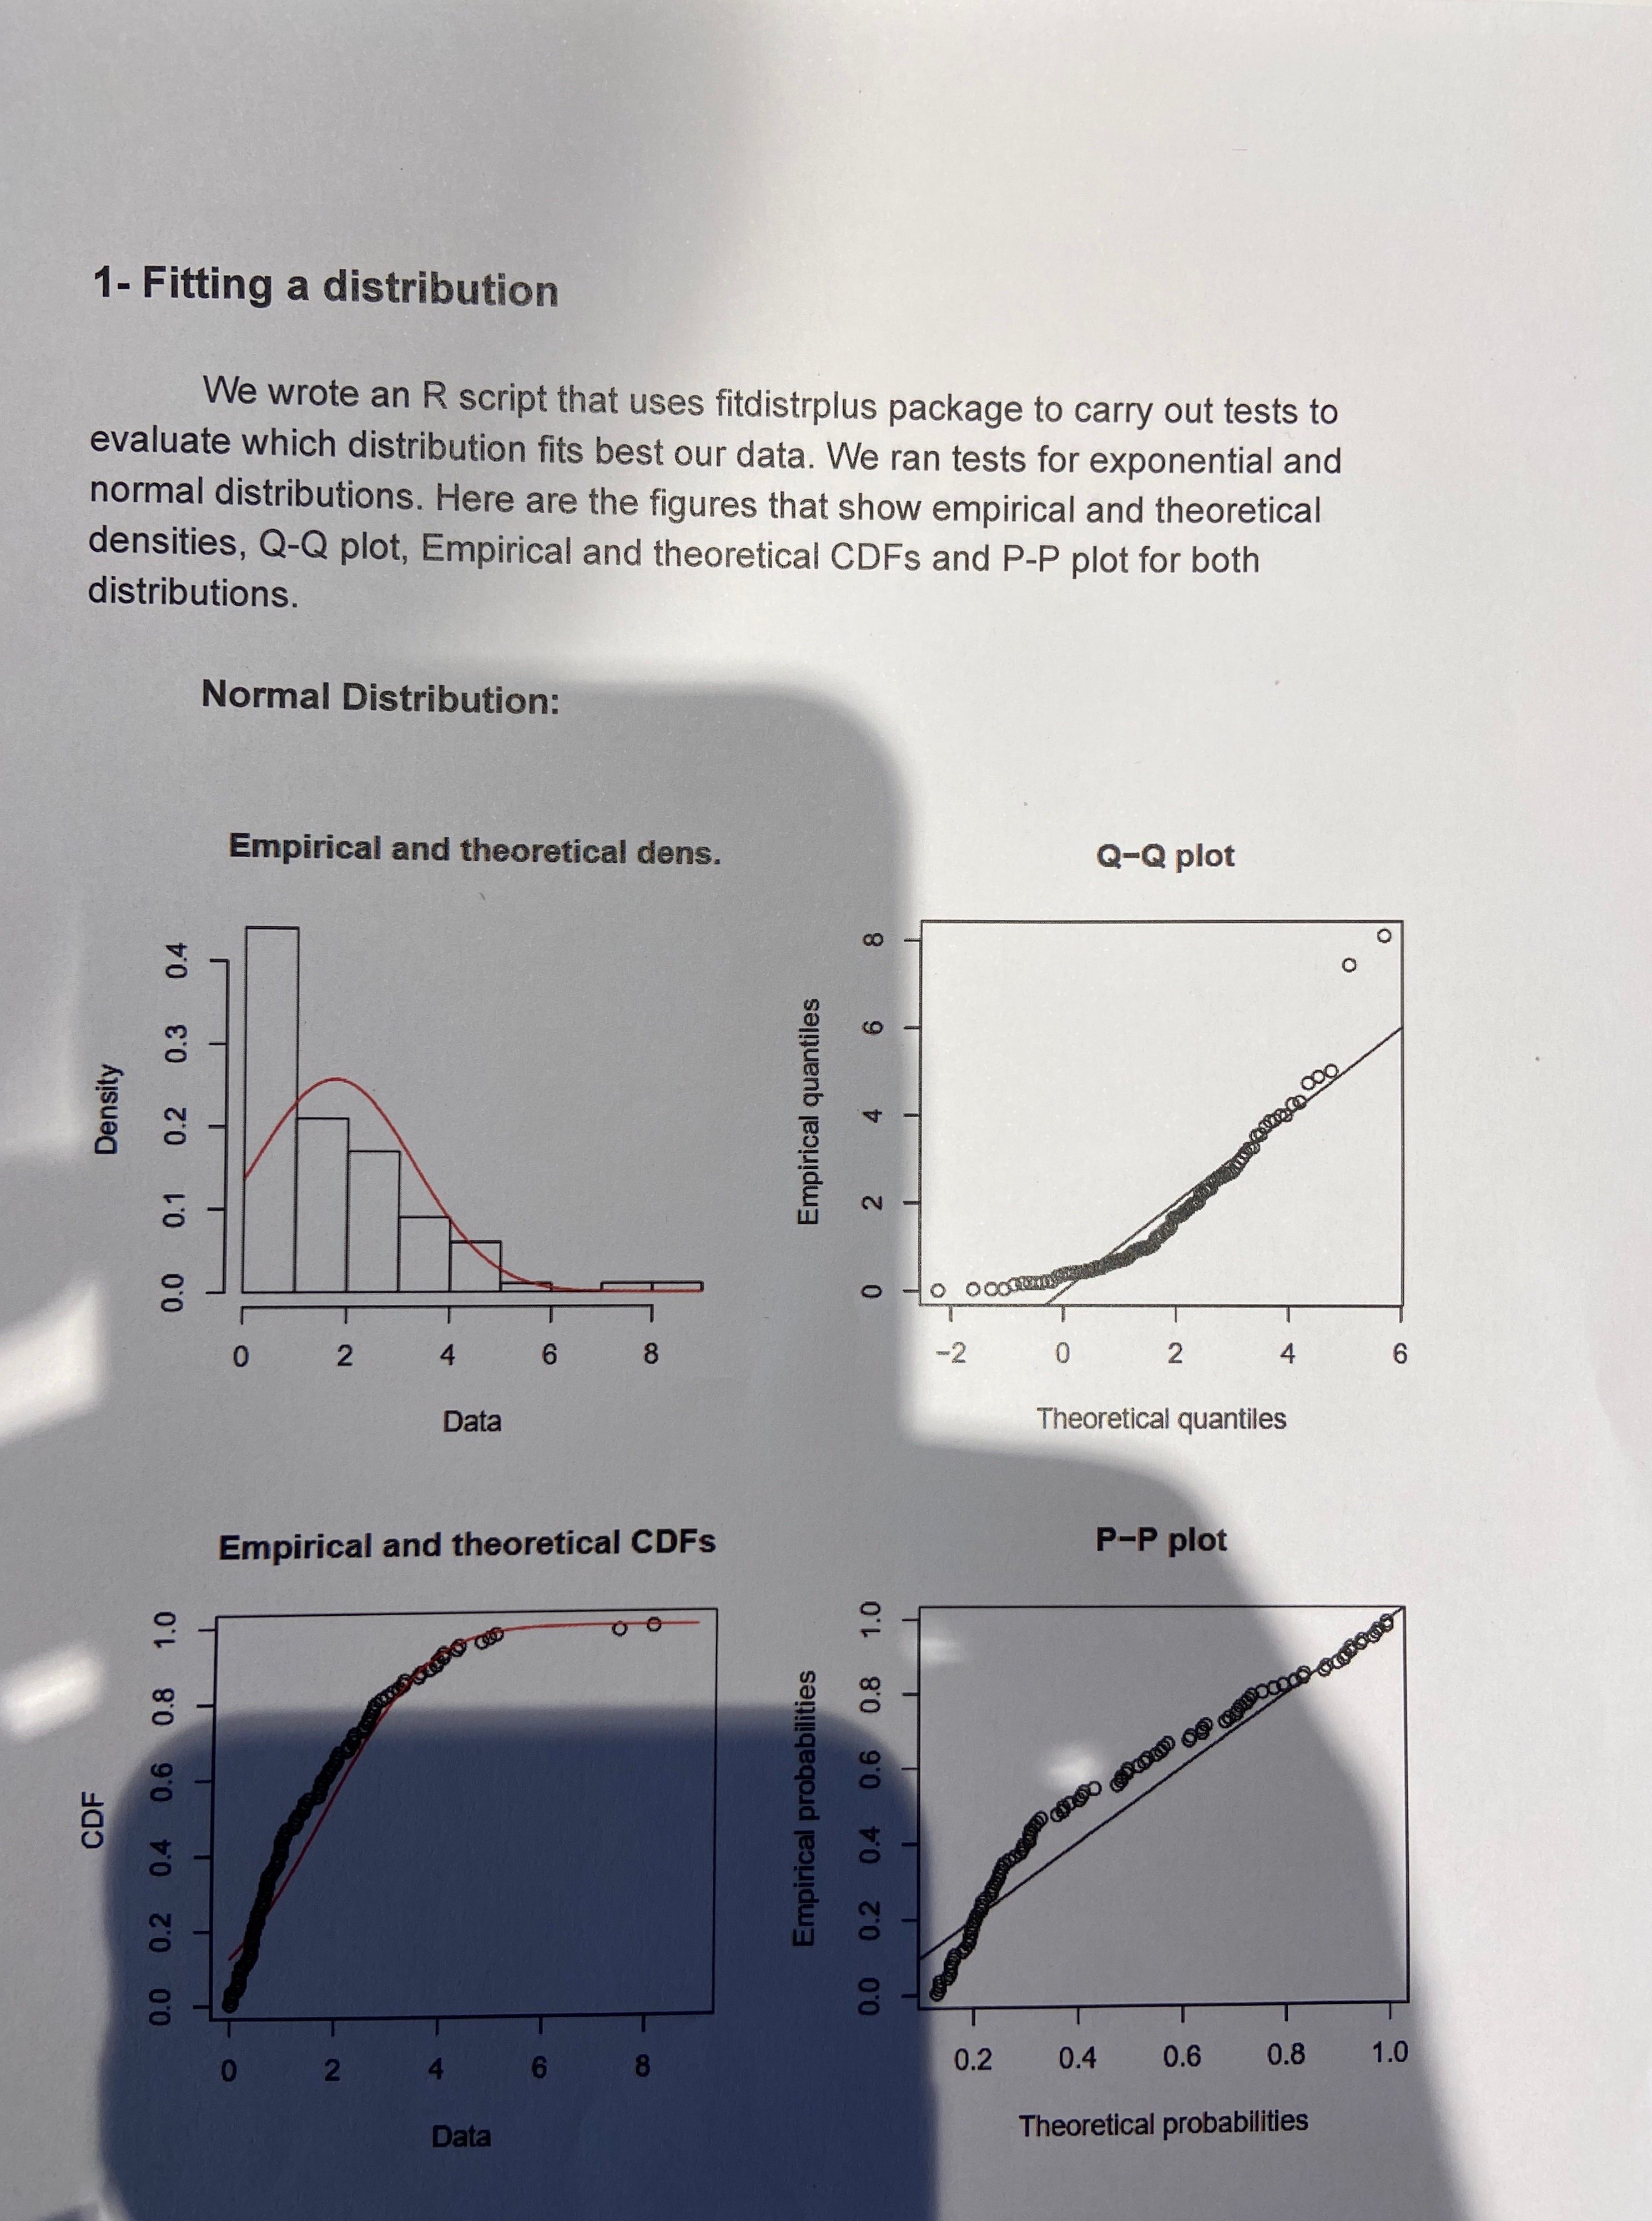 1- Fitting a distribution
We wrote an R script that uses fitdistrplus package to carry out tests to
evaluate which distribution fits best our data. We ran tests for exponential and
normal distributions. Here are the figures that show empirical and theoretical
densities, Q-Q plot, Empirical and theoretical CDFs and P-P plot for both
distributions.
Normal Distribution:
Empirical and theoretical dens.
Density
0.0 0.1 0.2 0.3 0.4
0 2 4 6 8
Data
Q-Q plot
Empirical quantiles
0 2 4 6 8
-2 0 2 4 6
Theoretical quantiles
Empirical and theoretical CDFs
CDF
0.0 0.2 0.4 0.6 0.8 1.0
0 2 4 6 8
Data
P-P plot
Empirical probabilities
0.0 0.2 0.4 0.6 0.8 1.0
0.2 0.4 0.6 0.8 1.0
Theoretical probabilities